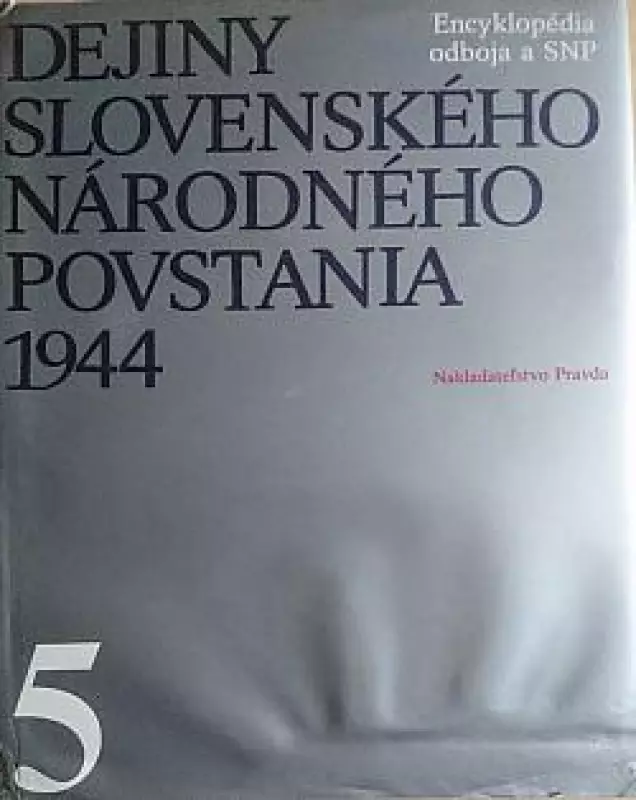 Encyklopédia
odboja a SNP
DEJINY
SLOVENSKÉHO
NÁRODNÉHO
POVSTANIA
1944
Nakladateľstvo Pravda
5